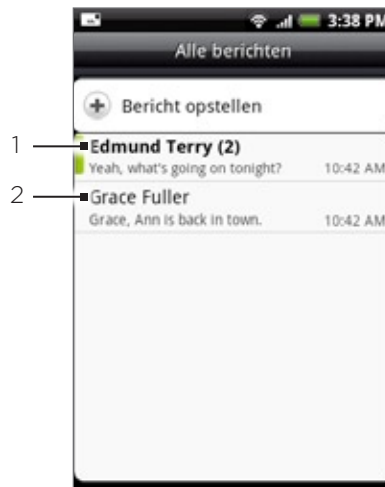 3:38 PM
Alle berichten
Bericht opstellen
1 Edmund Terry (2)
Yeah, what's going on tonight? 10:42 AM
2 Grace Fuller
Grace, Ann is back in town. 10:42 AM